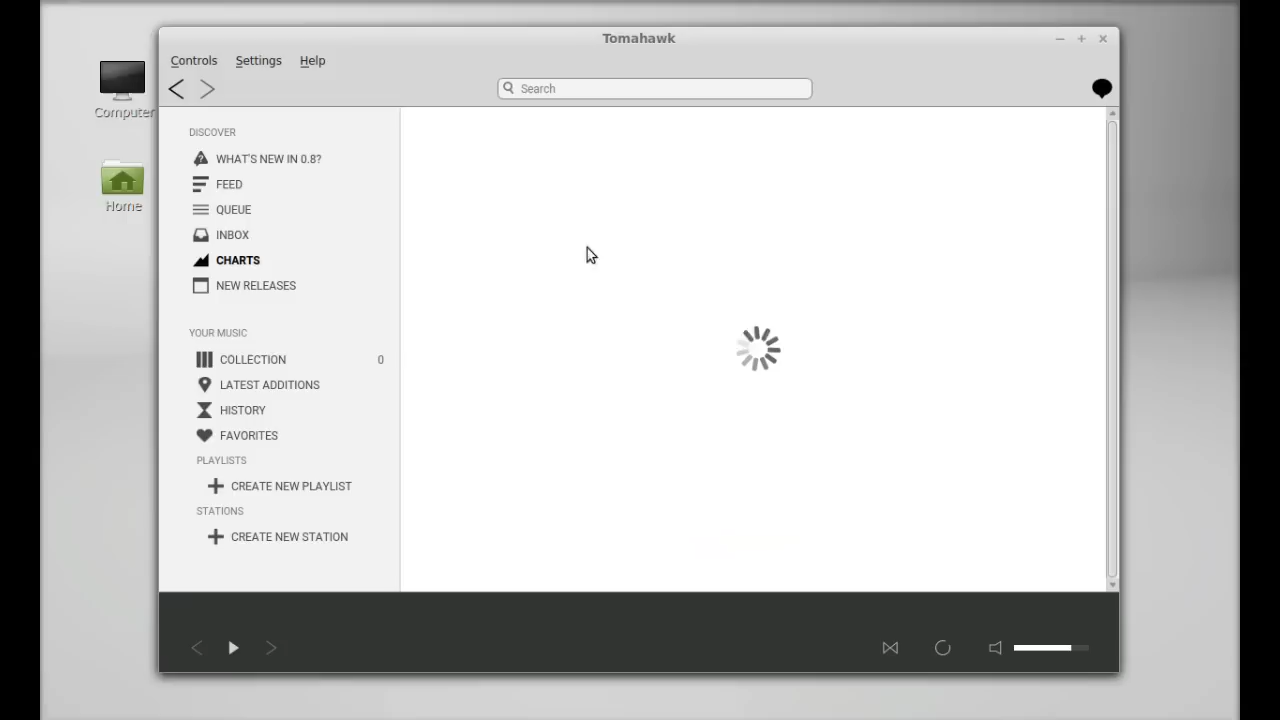 Tomahawk
Controls Settings Help
Search
Computer
Home
DISCOVER
WHAT'S NEW IN 0.8?
FEED
QUEUE
INBOX
CHARTS
NEW RELEASES
YOUR MUSIC
COLLECTION 0
LATEST ADDITIONS
HISTORY
FAVORITES
PLAYLISTS
CREATE NEW PLAYLIST
STATIONS
CREATE NEW STATION